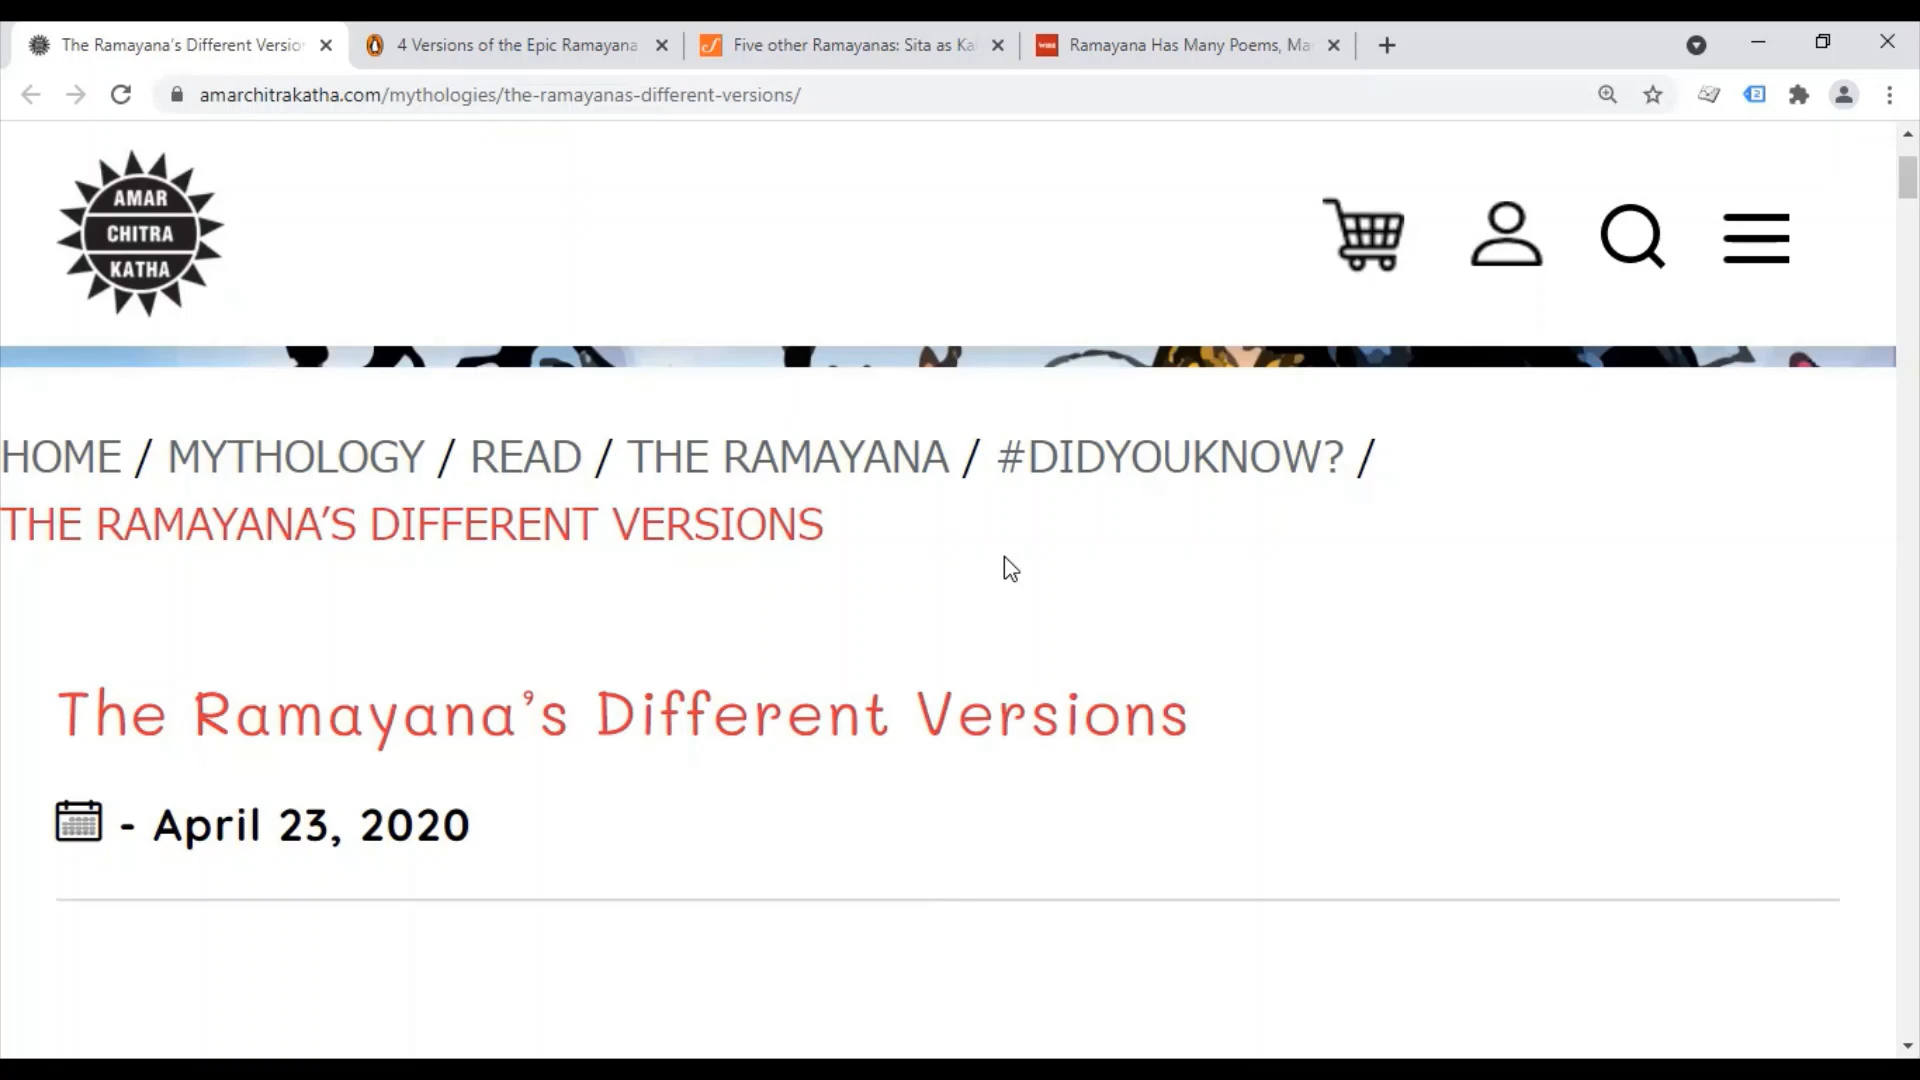 The Ramayana's Different Versio
4 Versions of the Epic Ramayana
Five other Ramayanas: Sita as Ka
Ramayana Has Many Poems, Ma
amarchitrakatha.com/mythologies/the-ramayanas-different-versions/
AMAR
CHITRA
KATHA
HOME / MYTHOLOGY / READ / THE RAMAYANA / #DIDYOUKNOW? /
THE RAMAYANA’S DIFFERENT VERSIONS
The Ramayana’s Different Versions
- April 23, 2020